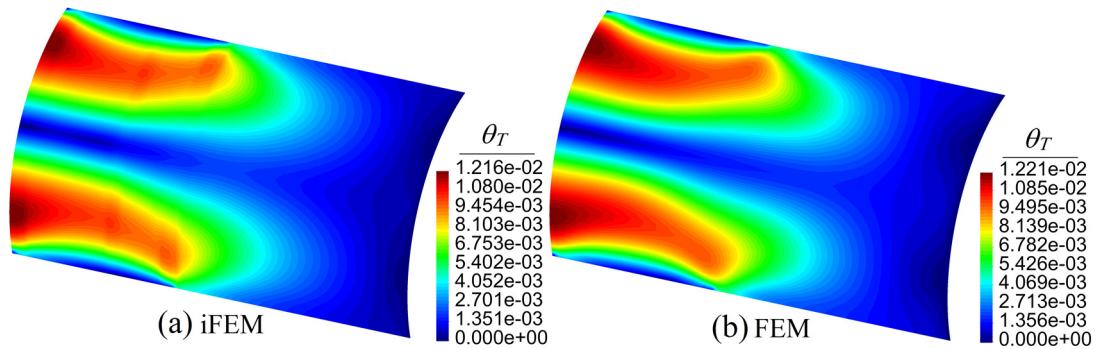 θT
1.216e-02
1.080e-02
9.454e-03
8.103e-03
6.753e-03
5.402e-03
4.052e-03
2.701e-03
1.351e-03
0.000e+00
(a) iFEM
θT
1.221e-02
1.085e-02
9.495e-03
8.139e-03
6.782e-03
5.426e-03
4.069e-03
2.713e-03
1.356e-03
0.000e+00
(b) FEM